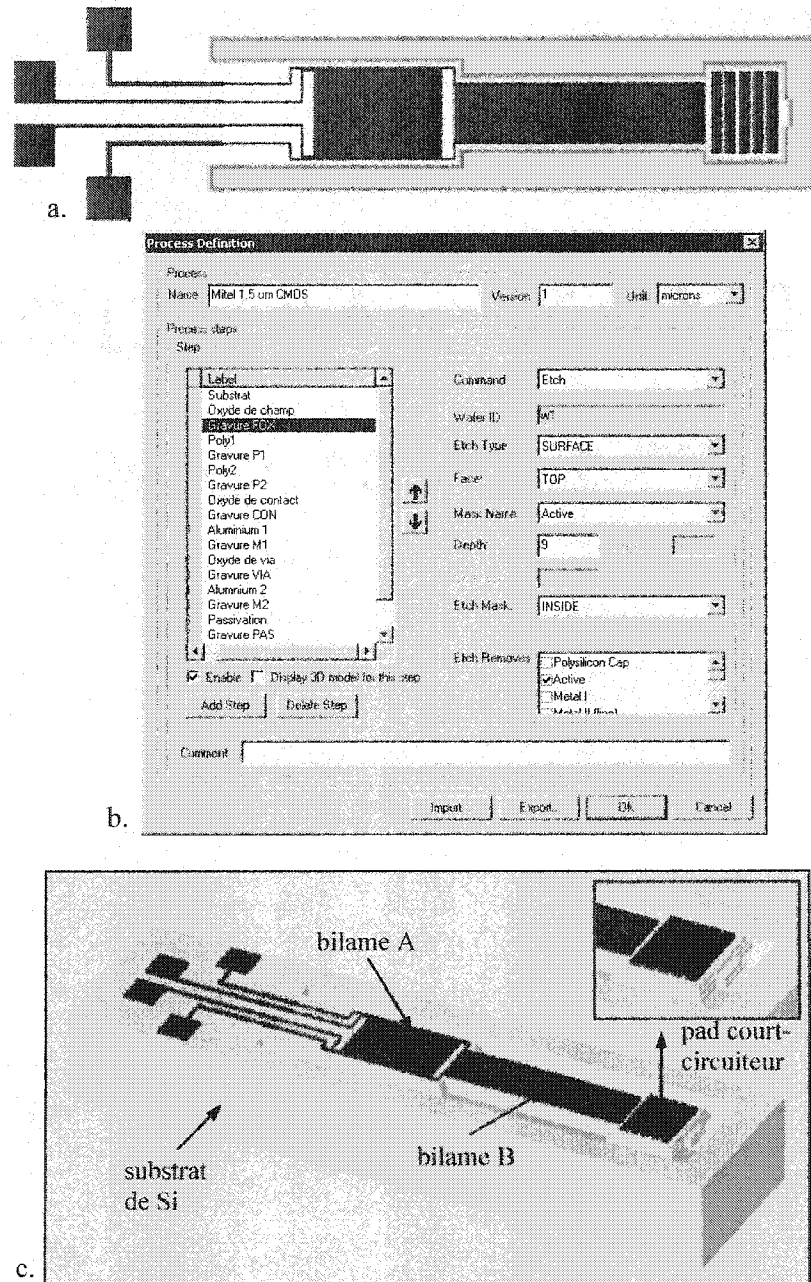 a.
Process Definition
Process
Name Mitel 1,5 um CMOS Version 1 Unit microns
Process steps
Step
Label
Substrat
Oxyde de champ
Gravure FOX
Poly1
Gravure P1
Poly2
Gravure P2
Oxyde de contact
Gravure CON
Aluminium 1
Gravure M1
Oxyde de via
Gravure VIA
Aluminium 2
Gravure M2
Passivation
Gravure PAS
Command Etch
Wafer ID w1
Etch Type SURFACE
Face TOP
Mask Name Active
Depth 9
Etch Mask INSIDE
Etch Removes Polysilicon Cap
Active
Metal I
Metal II (fine)
Enable Display 3D model for this step
Add Step Delete Step
Comment
Import... Export... Ok Cancel
b.
bilame A
pad court-
circuiteur
substrat
de Si
bilame B
c.